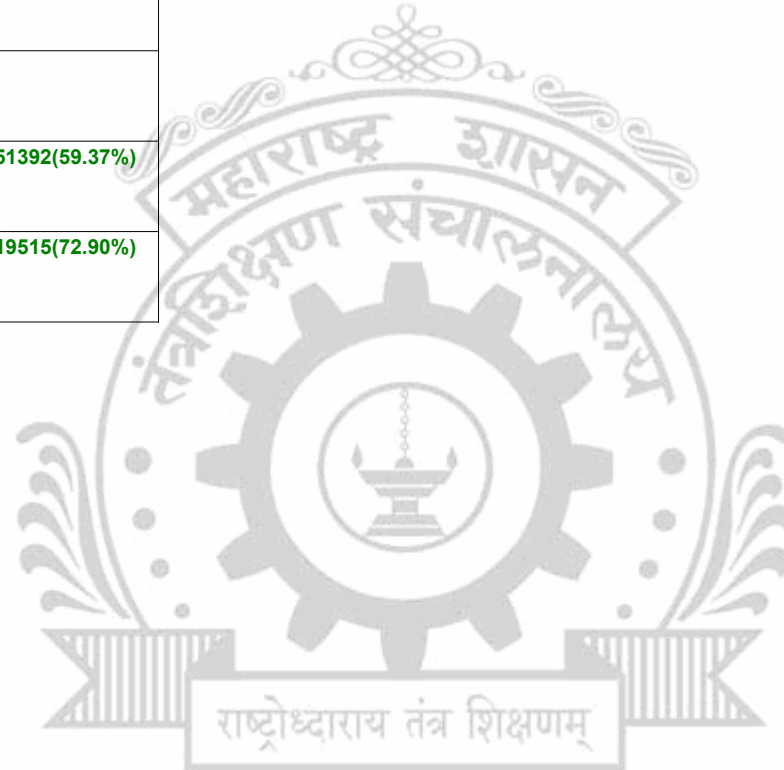 51392(59.37%)
19515(72.90%)
महाराष्ट्र शासन
तंत्रशिक्षण संचालनालय
राष्ट्रोध्दाराय तंत्र शिक्षणम्